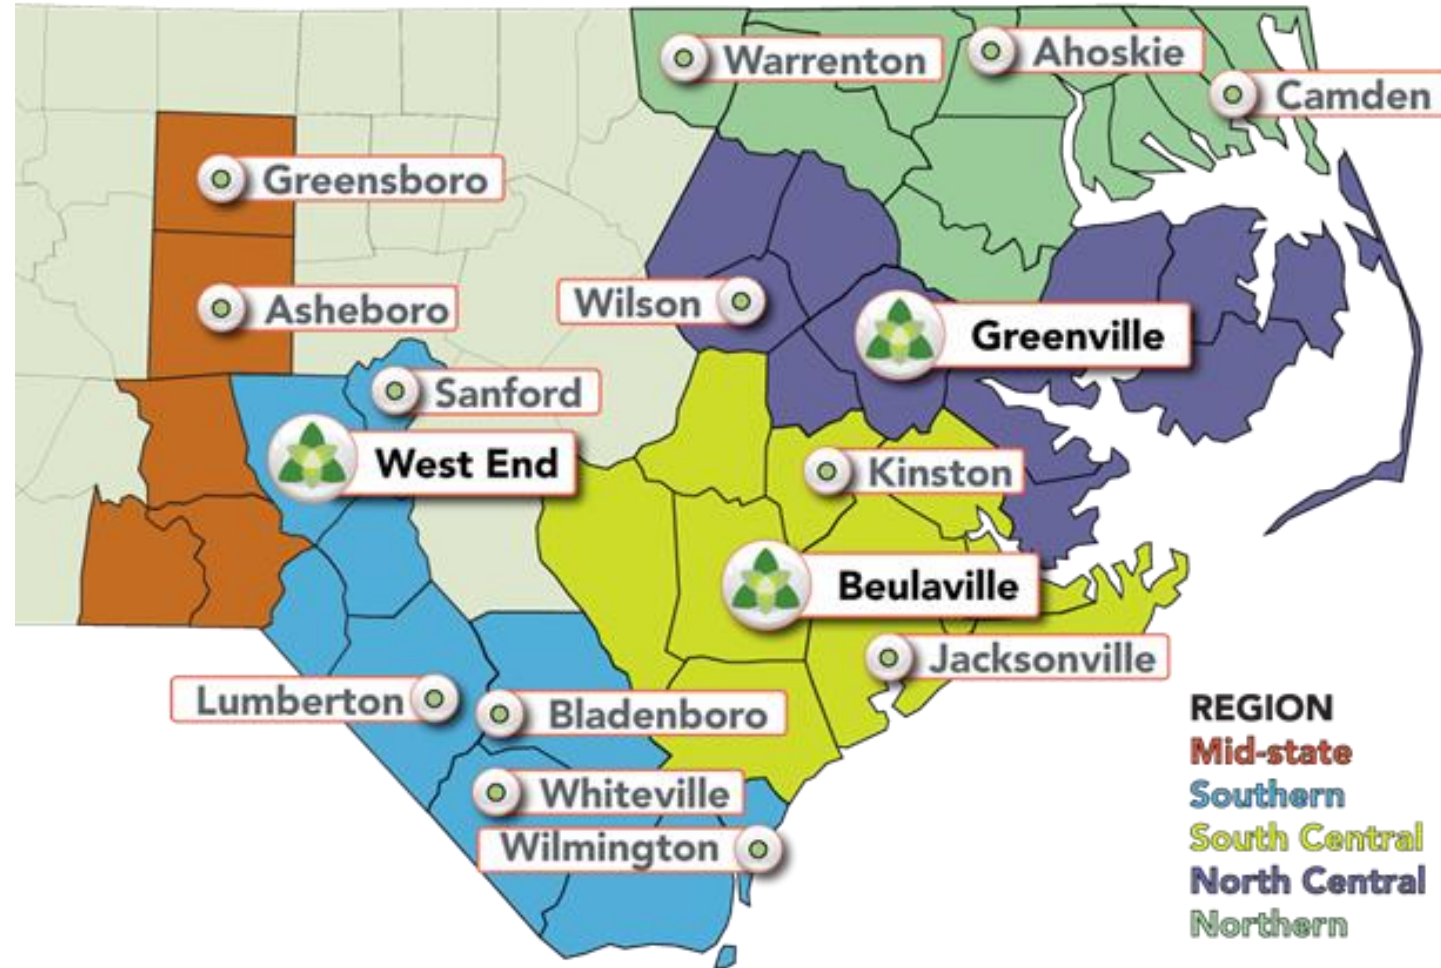 Warrenton
Ahoskie
Camden
Greensboro
Asheboro
Wilson
Greenville
Sanford
West End
Kinston
Beulaville
Jacksonville
Lumberton
Bladenboro
Whiteville
Wilmington
REGION
Mid-state
Southern
South Central
North Central
Northern